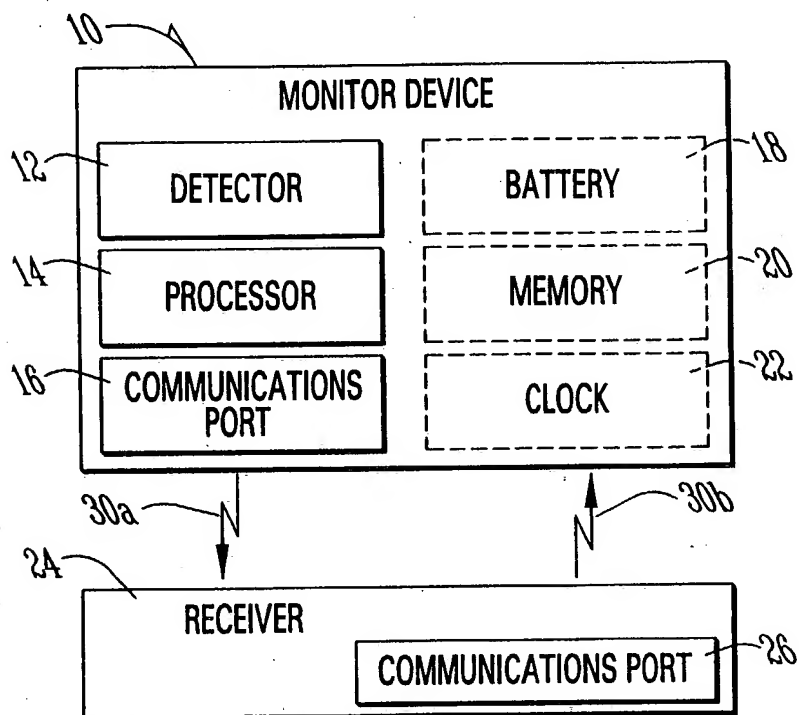 10
MONITOR DEVICE
12
DETECTOR
BATTERY
18
14
PROCESSOR
MEMORY
20
16
COMMUNICATIONS
PORT
CLOCK
22
30a
30b
24
RECEIVER
COMMUNICATIONS PORT
26